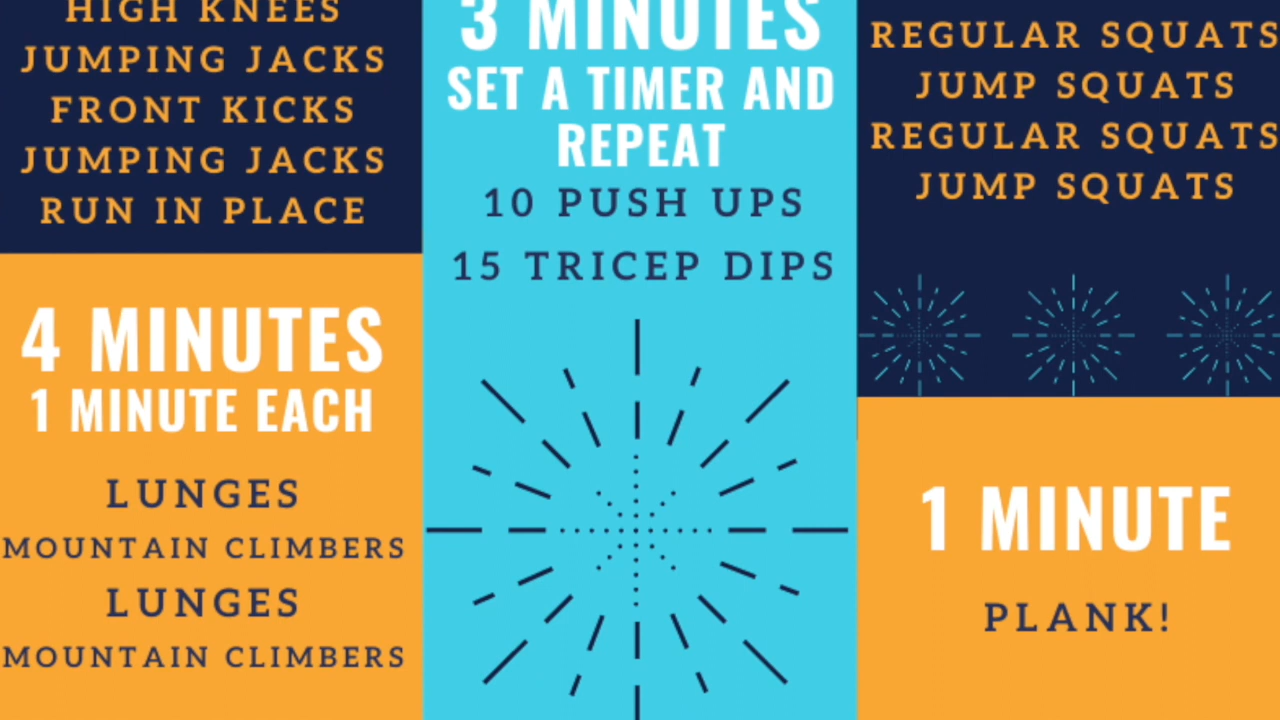 HIGH KNEES
JUMPING JACKS
FRONT KICKS
JUMPING JACKS
RUN IN PLACE
4 MINUTES
1 MINUTE EACH
LUNGES
MOUNTAIN CLIMBERS
LUNGES
MOUNTAIN CLIMBERS
3 MINUTES
SET A TIMER AND
REPEAT
10 PUSH UPS
15 TRICEP DIPS
REGULAR SQUATS
JUMP SQUATS
REGULAR SQUATS
JUMP SQUATS
1 MINUTE
PLANK!